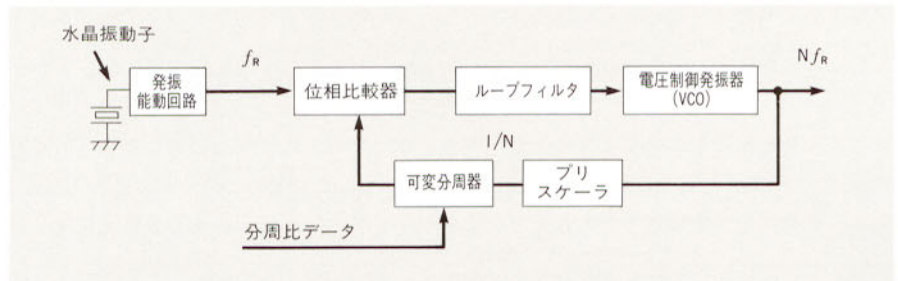 水晶振動子
発振
能動回路
fR
位相比較器
ループフィルタ
電圧制御発振器
(VCO)
NfR
1/N
可変分周器
プリ
スケーラ
分周比データ